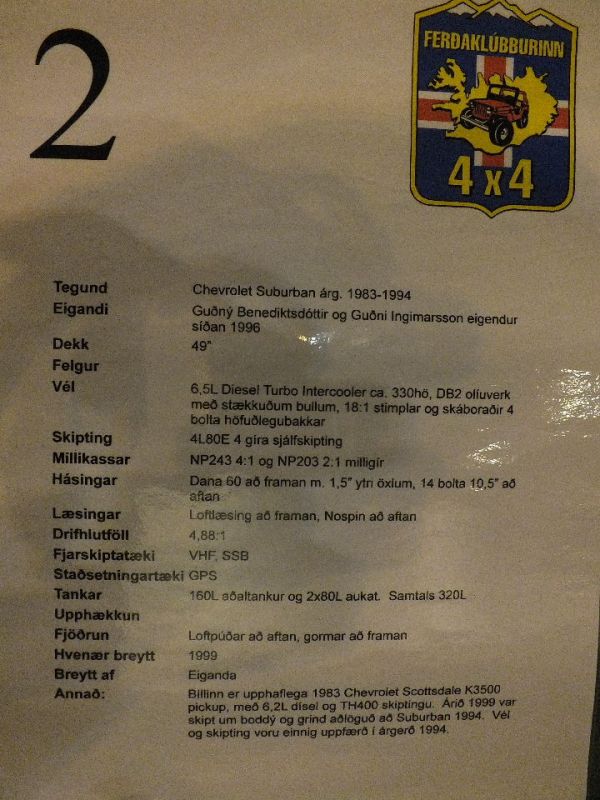 2
FERÐAKLÚBBURINN
4x4
Tegund Chevrolet Suburban árg. 1983-1994
Eigandi Guðný Benediktsdóttir og Guðni Ingimarsson eigendur
síðan 1996
Dekk 49"
Felgur
Vél 6,5L Diesel Turbo Intercooler ca. 330hö, DB2 olíuverk
með stækkuðum bullum, 18:1 stimplar og skáboraðir 4
bolta höfuðlegubakkar
Skipting 4L80E 4 gíra sjálfskipting
Millikassar NP243 4:1 og NP203 2:1 milligír
Hásingar Dana 60 að framan m. 1,5" ytri öxlum, 14 bolta 10,5" að
aftan
Læsingar Loftlæsing að framan, Nospin að aftan
Drifhlutföll 4,88:1
Fjarskiptatæki VHF, SSB
Staðsetningartæki GPS
Tankar 160L aðaltankur og 2x80L aukat. Samtals 320L
Upphækkun
Fjöðrun Loftpúðar að aftan, gormar að framan
Hvenær breytt 1999
Breytt af Eiganda
Annað: Bíllinn er upphaflega 1983 Chevrolet Scottsdale K3500
pickup, með 6,2L dísel og TH400 skiptingu. Árið 1999 var
skipt um boddý og grind aðlöguð að Suburban 1994. Vél
og skipting voru einnig uppfærð í árgerð 1994.